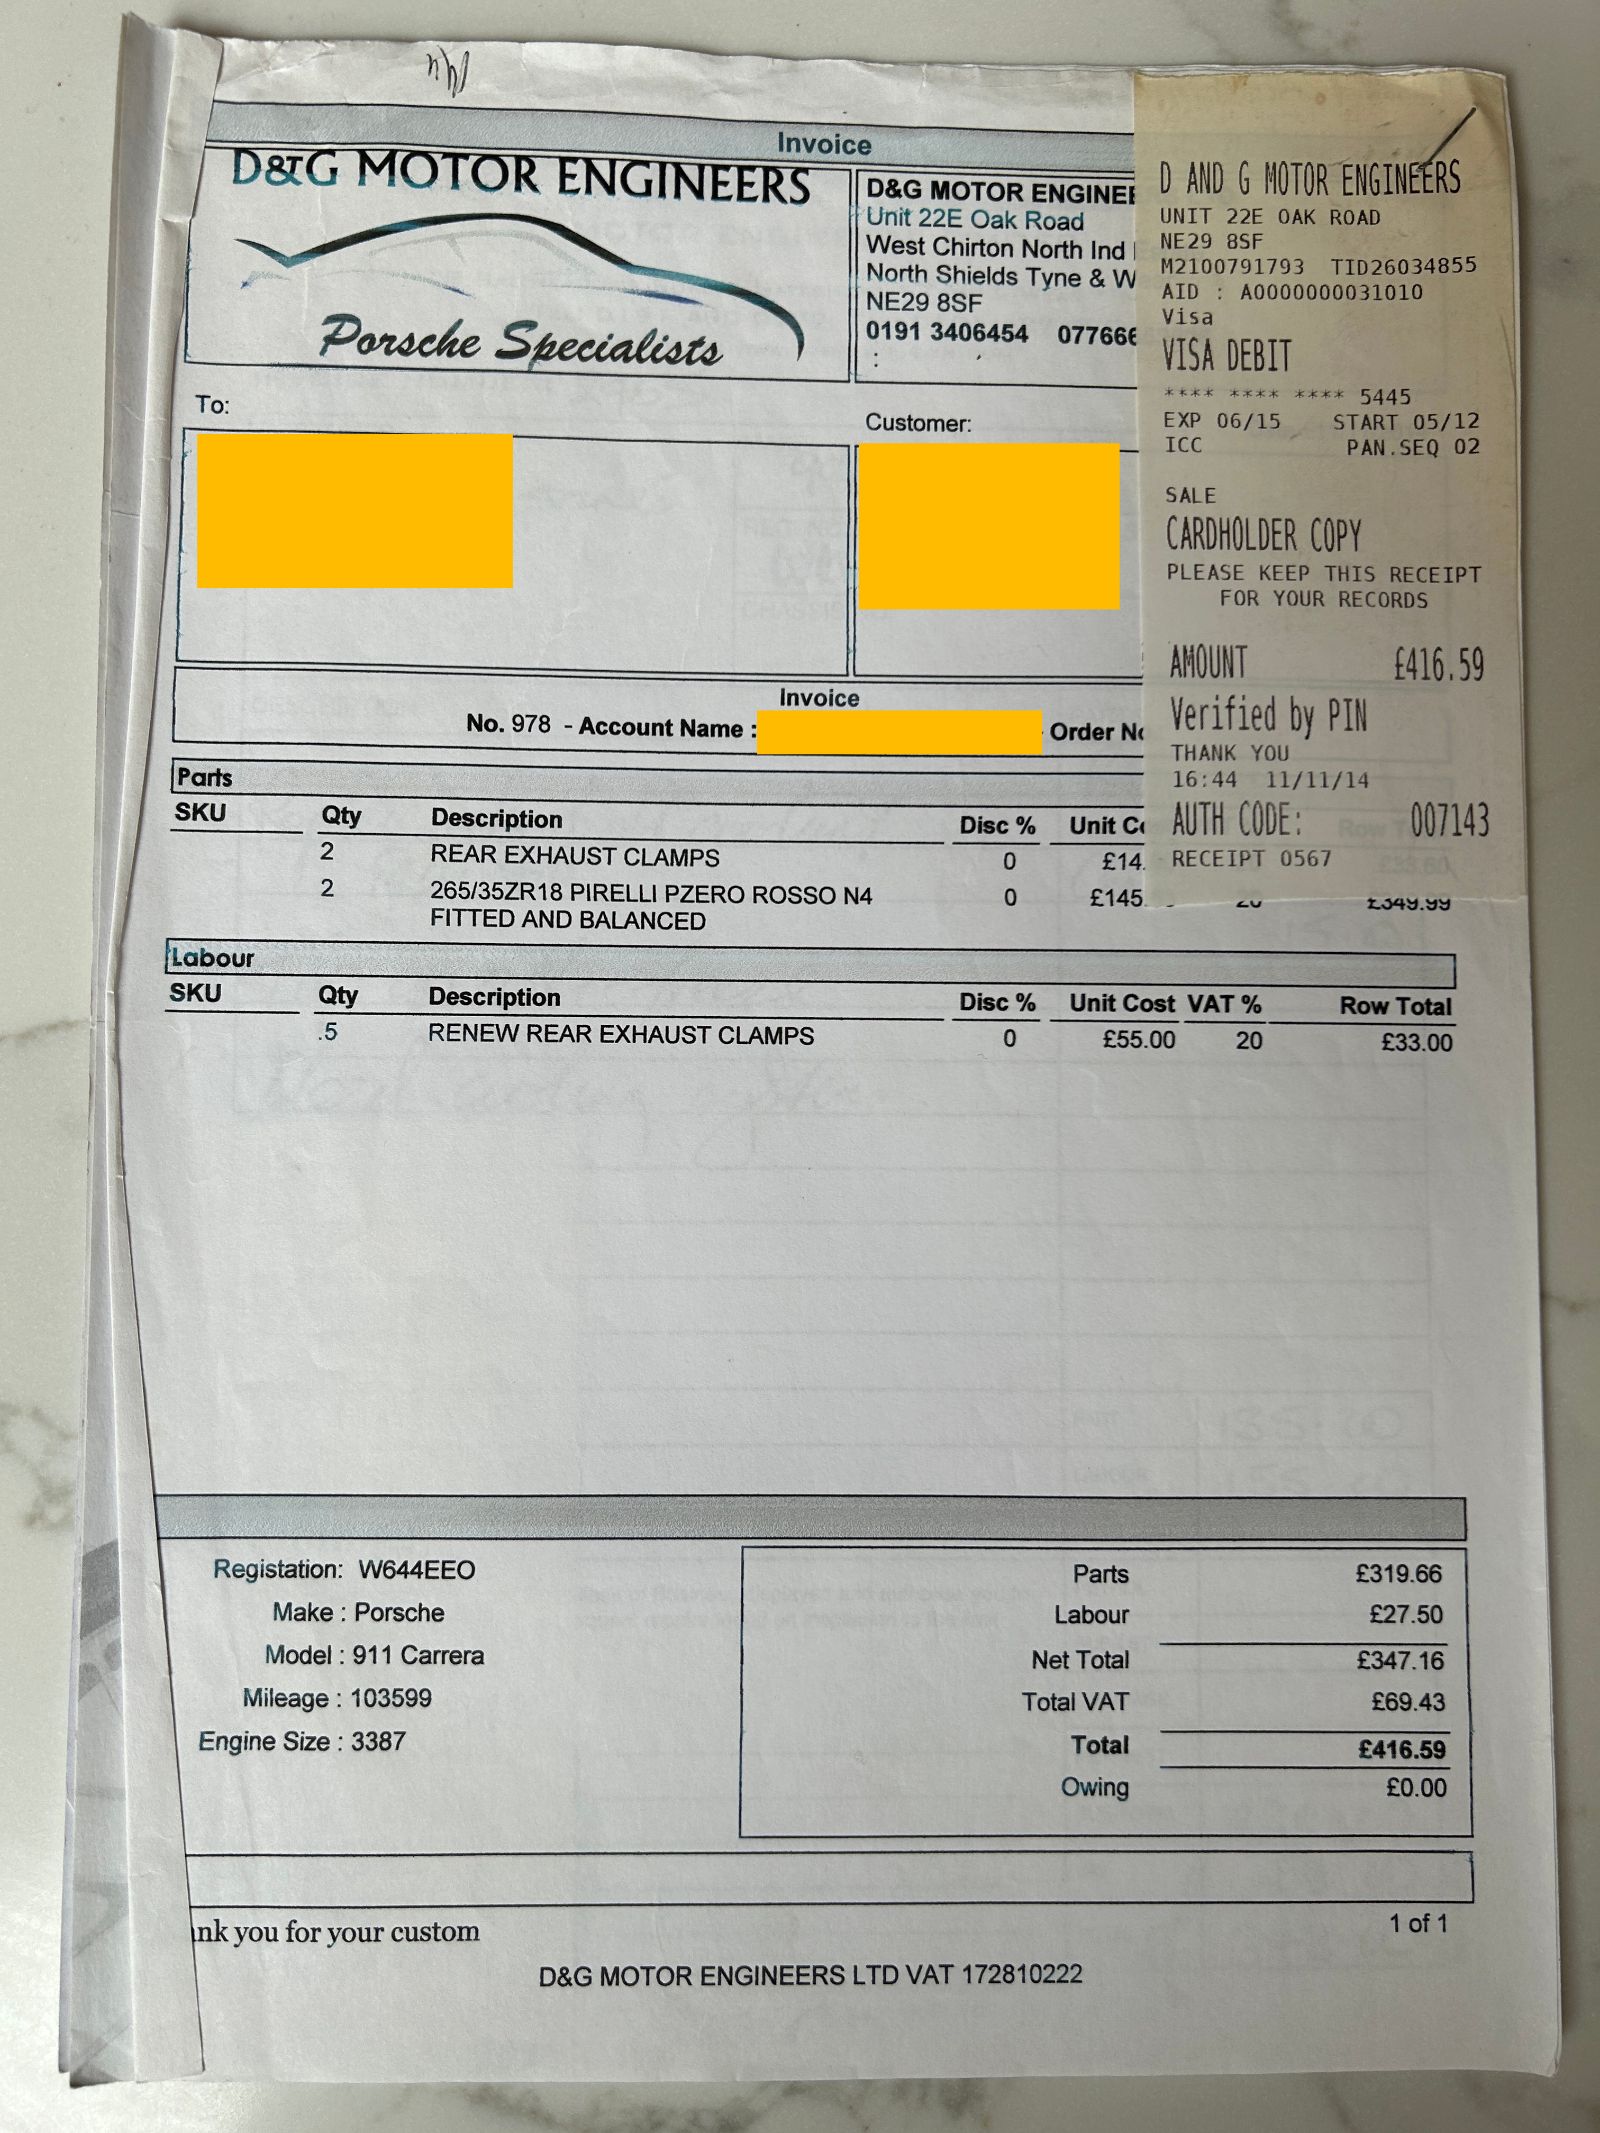 Invoice
D&G MOTOR ENGINEERS
Porsche Specialists
D&G MOTOR ENGINEE
Unit 22E Oak Road
West Chirton North Ind
North Shields Tyne & W
NE29 8SF
0191 3406454 077666
:
To:
Customer:
Invoice
No. 978 - Account Name :
Order No
D AND G MOTOR ENGINEERS
UNIT 22E OAK ROAD
NE29 8SF
M2100791793 TID26034855
AID : A0000000031010
Visa
VISA DEBIT
**** **** **** 5445
EXP 06/15 START 05/12
ICC PAN.SEQ 02
SALE
CARDHOLDER COPY
PLEASE KEEP THIS RECEIPT
FOR YOUR RECORDS
AMOUNT £416.59
Verified by PIN
THANK YOU
16:44 11/11/14
AUTH CODE: 007143
RECEIPT 0567
Parts
SKU Qty Description Disc % Unit Co
2 REAR EXHAUST CLAMPS 0 £14.
2 265/35ZR18 PIRELLI PZERO ROSSO N4 0 £145. 20 £349.99
FITTED AND BALANCED
Labour
SKU Qty Description Disc % Unit Cost VAT % Row Total
.5 RENEW REAR EXHAUST CLAMPS 0 £55.00 20 £33.00
Registation: W644EEO
Make : Porsche
Model : 911 Carrera
Mileage : 103599
Engine Size : 3387
Parts £319.66
Labour £27.50
Net Total £347.16
Total VAT £69.43
Total £416.59
Owing £0.00
ank you for your custom
1 of 1
D&G MOTOR ENGINEERS LTD VAT 172810222